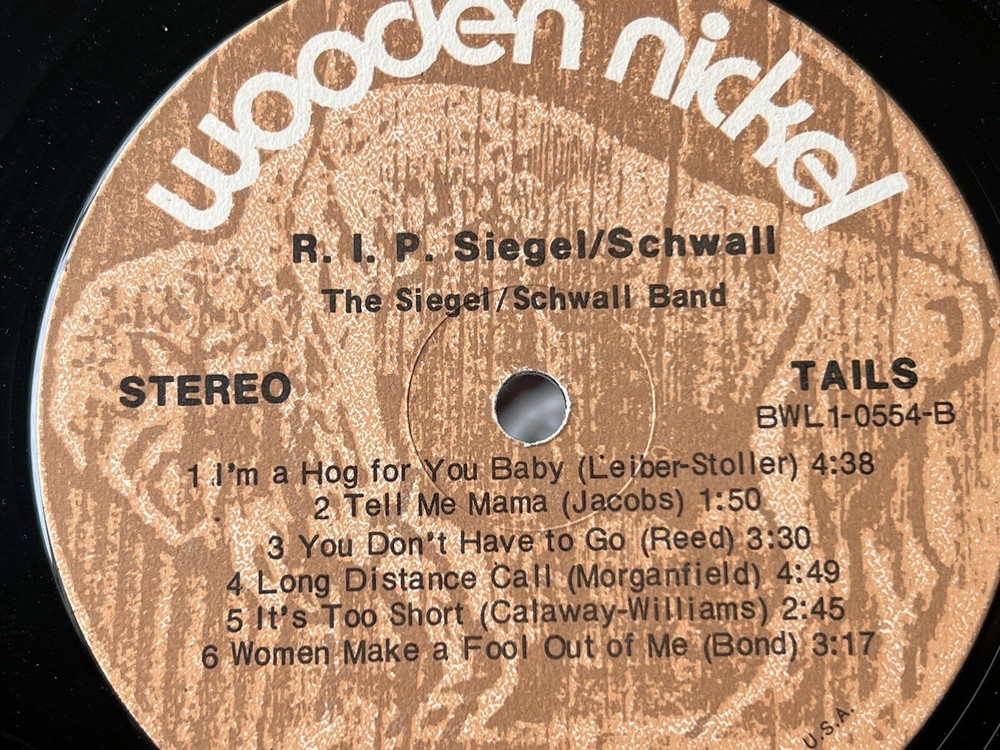 wooden nickel
R. I. P. Siegel/Schwall
The Siegel/Schwall Band
STEREO
TAILS
BWL1-0554-B
1 I'm a Hog for You Baby (Leiber-Stoller) 4:38
2 Tell Me Mama (Jacobs) 1:50
3 You Don't Have to Go (Reed) 3:30
4 Long Distance Call (Morganfield) 4:49
5 It's Too Short (Calaway-Williams) 2:45
6 Women Make a Fool Out of Me (Bond) 3:17
U.S.A.